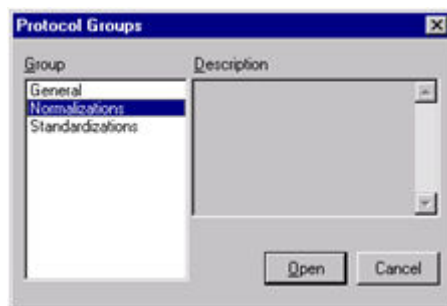 Protocol Groups
Group
Description
General
Normalizations
Standardizations
Open
Cancel